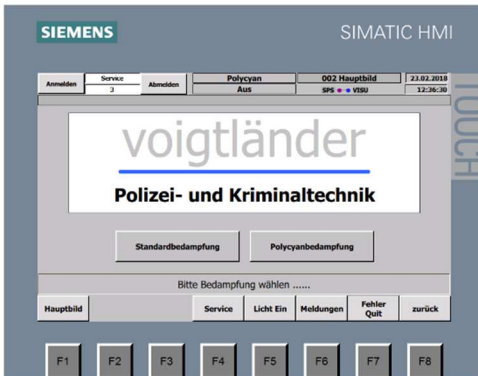 SIEMENS
SIMATIC HMI
TOUCH
Anmelden
Service
3
Abmelden
Polycyan
Aus
002 Hauptbild
SPS VISU
23.02.2018
12:36:30
voigtländer
Polizei- und Kriminaltechnik
Standardbedampfung
Polycyanbedampfung
Bitte Bedampfung wählen ......
Hauptbild
Service
Licht Ein
Meldungen
Fehler
Quit
zurück
F1 F2 F3 F4 F5 F6 F7 F8